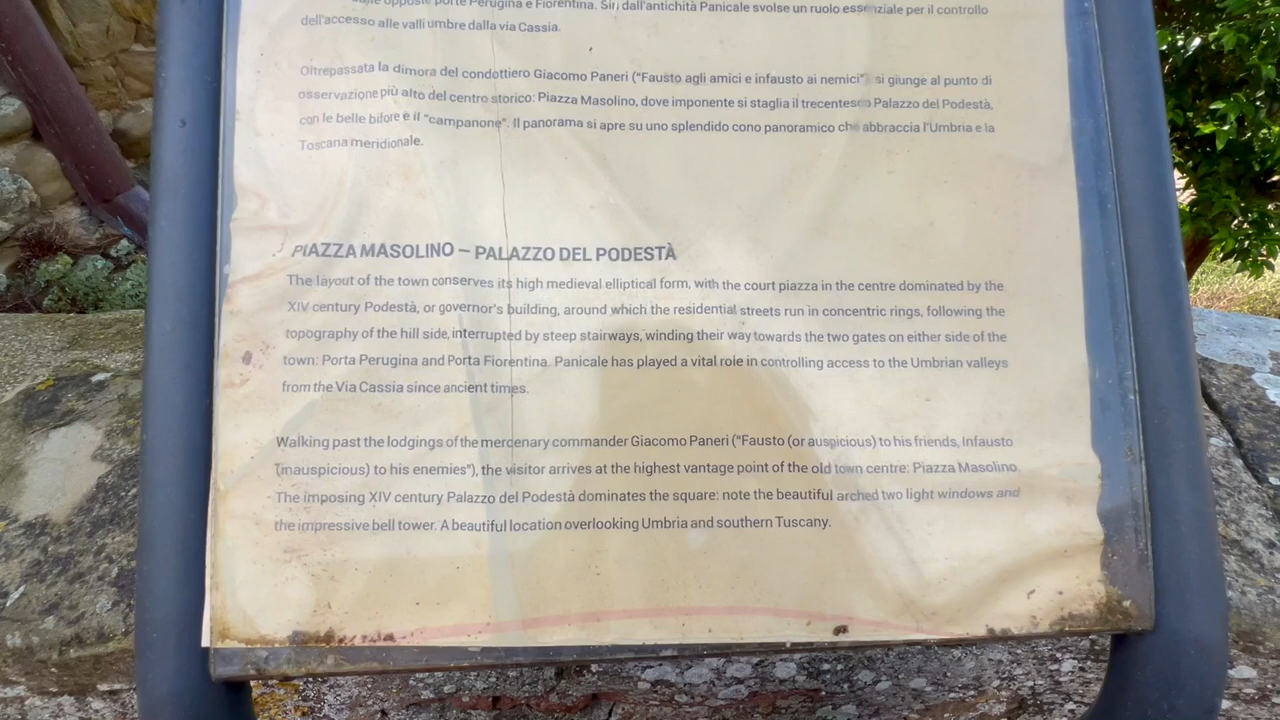 opposte porte Perugina e Fiorentina. Sin dall'antichità Panicale svolse un ruolo essenziale per il controllo
dell'accesso alle valli umbre dalla via Cassia.
Oltrepassata la dimora del condottiero Giacomo Paneri ("Fausto agli amici e infausto ai nemici") si giunge al punto di
osservazione più alto del centro storico: Piazza Masolino, dove imponente si staglia il trecentesco Palazzo del Podestà,
con le belle bifore e il "campanone". Il panorama si apre su uno splendido cono panoramico che abbraccia l'Umbria e la
Toscana meridionale.
PIAZZA MASOLINO – PALAZZO DEL PODESTÀ
The layout of the town conserves its high medieval elliptical form, with the court piazza in the centre dominated by the
XIV century Podestà, or governor's building, around which the residential streets run in concentric rings, following the
topography of the hill side, interrupted by steep stairways, winding their way towards the two gates on either side of the
town: Porta Perugina and Porta Fiorentina. Panicale has played a vital role in controlling access to the Umbrian valleys
from the Via Cassia since ancient times.
Walking past the lodgings of the mercenary commander Giacomo Paneri ("Fausto (or auspicious) to his friends, Infausto
(inauspicious) to his enemies"), the visitor arrives at the highest vantage point of the old town centre: Piazza Masolino.
The imposing XIV century Palazzo del Podestà dominates the square: note the beautiful arched two light windows and
the impressive bell tower. A beautiful location overlooking Umbria and southern Tuscany.